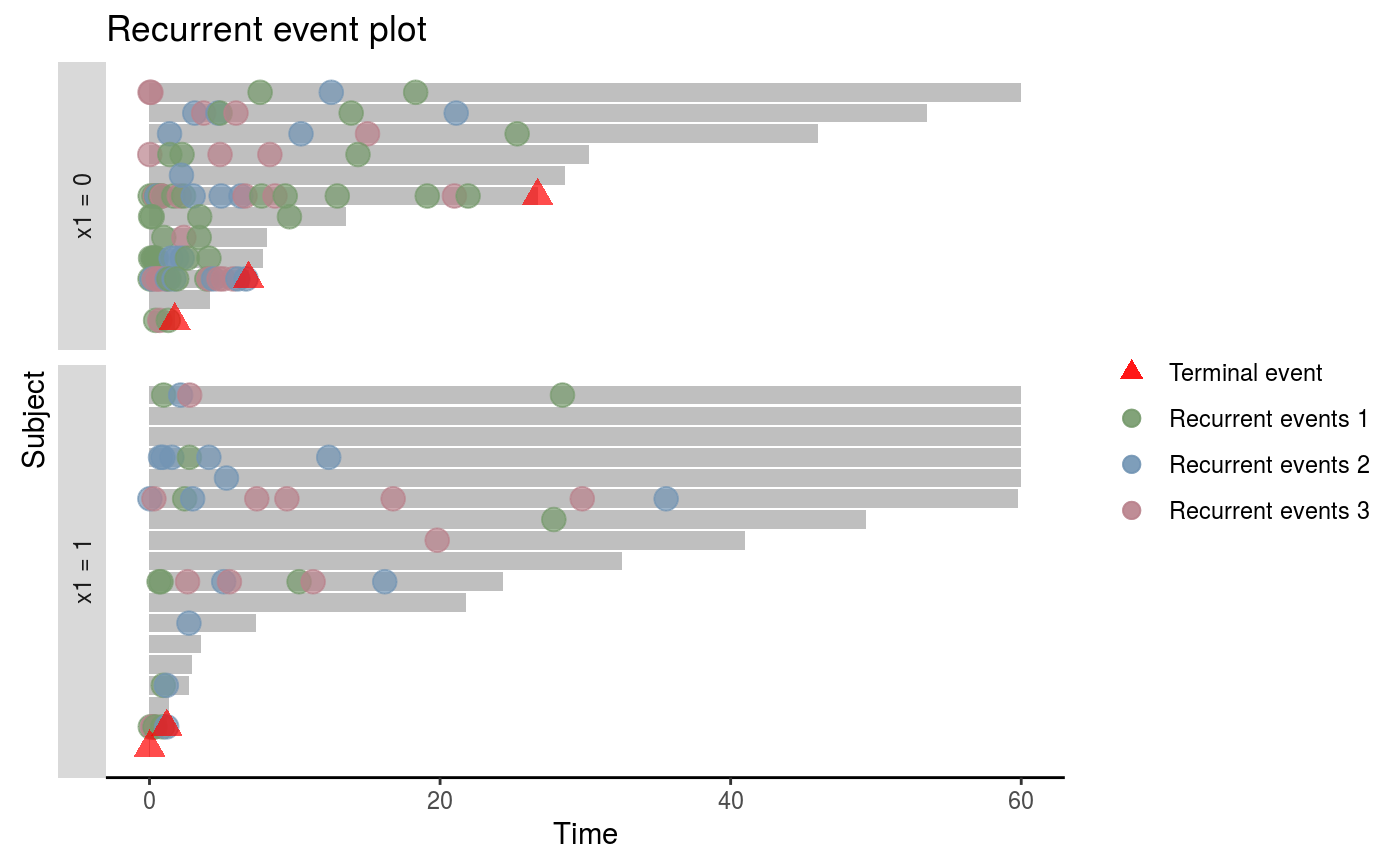 Recurrent event plot
x1 = 0
x1 = 1
Subject
0 20 40 60
Time
Terminal event
Recurrent events 1
Recurrent events 2
Recurrent events 3